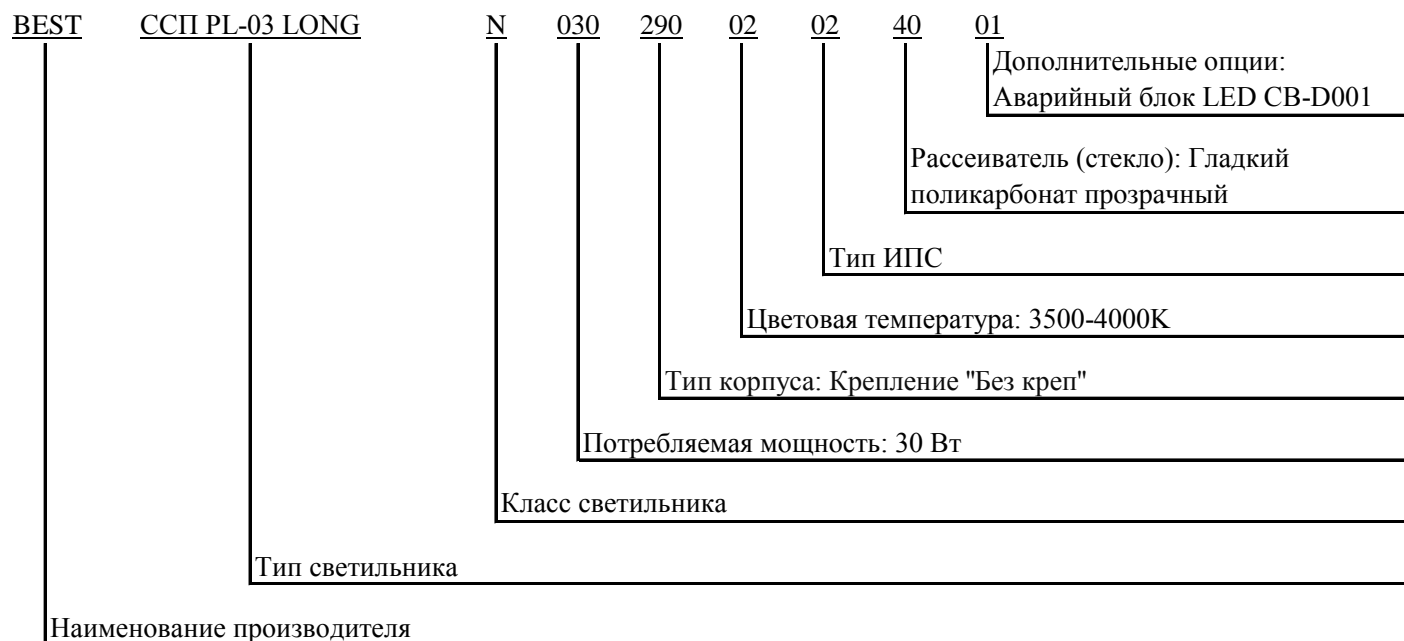 BEST ССП PL-03 LONG N 030 290 02 02 40 01
Дополнительные опции:
Аварийный блок LED CB-D001
Рассеиватель (стекло): Гладкий
поликарбонат прозрачный
Тип ИПС
Цветовая температура: 3500-4000K
Тип корпуса: Крепление "Без креп"
Потребляемая мощность: 30 Вт
Класс светильника
Тип светильника
Наименование производителя